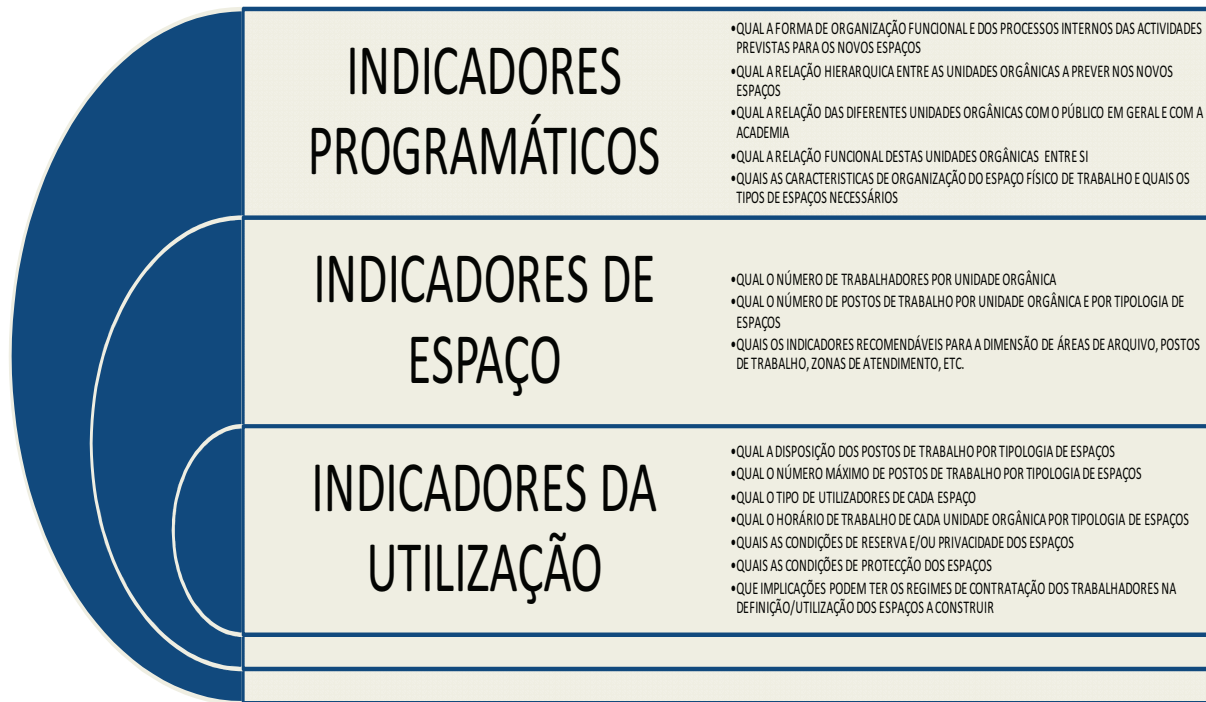 INDICADORES
PROGRAMÁTICOS
•QUAL A FORMA DE ORGANIZAÇÃO FUNCIONAL E DOS PROCESSOS INTERNOS DAS ACTIVIDADES
PREVISTAS PARA OS NOVOS ESPAÇOS
•QUAL A RELAÇÃO HIERARQUICA ENTRE AS UNIDADES ORGÂNICAS A PREVER NOS NOVOS
ESPAÇOS
•QUAL A RELAÇÃO DAS DIFERENTES UNIDADES ORGÂNICAS COM O PÚBLICO EM GERAL E COM A
ACADEMIA
•QUAL A RELAÇÃO FUNCIONAL DESTAS UNIDADES ORGÂNICAS ENTRE SI
•QUAIS AS CARACTERISTICAS DE ORGANIZAÇÃO DO ESPAÇO FÍSICO DE TRABALHO E QUAIS OS
TIPOS DE ESPAÇOS NECESSÁRIOS
INDICADORES DE
ESPAÇO
•QUAL O NÚMERO DE TRABALHADORES POR UNIDADE ORGÂNICA
•QUAL O NÚMERO DE POSTOS DE TRABALHO POR UNIDADE ORGÂNICA E POR TIPOLOGIA DE
ESPAÇOS
•QUAIS OS INDICADORES RECOMENDÁVEIS PARA A DIMENSÃO DE ÁREAS DE ARQUIVO, POSTOS
DE TRABALHO, ZONAS DE ATENDIMENTO, ETC.
INDICADORES DA
UTILIZAÇÃO
•QUAL A DISPOSIÇÃO DOS POSTOS DE TRABALHO POR TIPOLOGIA DE ESPAÇOS
•QUAL O NÚMERO MÁXIMO DE POSTOS DE TRABALHO POR TIPOLOGIA DE ESPAÇOS
•QUAL O TIPO DE UTILIZADORES DE CADA ESPAÇO
•QUAL O HORÁRIO DE TRABALHO DE CADA UNIDADE ORGÂNICA POR TIPOLOGIA DE ESPAÇOS
•QUAIS AS CONDIÇÕES DE RESERVA E/OU PRIVACIDADE DOS ESPAÇOS
•QUAIS AS CONDIÇÕES DE PROTECÇÃO DOS ESPAÇOS
•QUE IMPLICAÇÕES PODEM TER OS REGIMES DE CONTRATAÇÃO DOS TRABALHADORES NA
DEFINIÇÃO/UTILIZAÇÃO DOS ESPAÇOS A CONSTRUIR